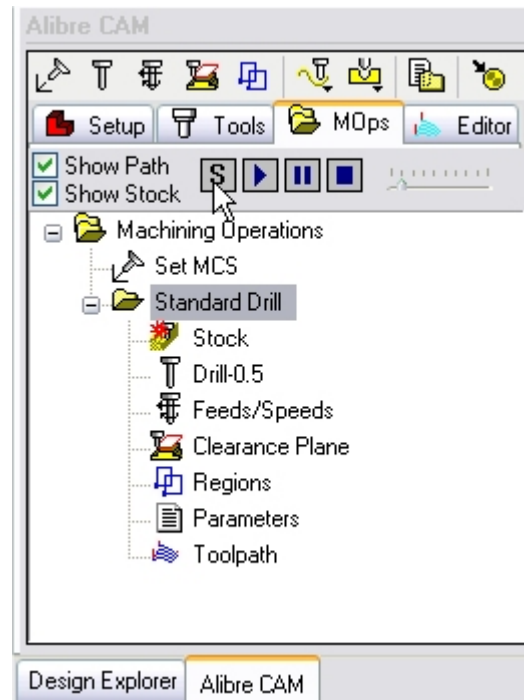 Alibre CAM
Setup Tools MOps Editor
Show Path
Show Stock
S
Machining Operations
Set MCS
Standard Drill
Stock
Drill-0.5
Feeds/Speeds
Clearance Plane
Regions
Parameters
Toolpath
Design Explorer Alibre CAM